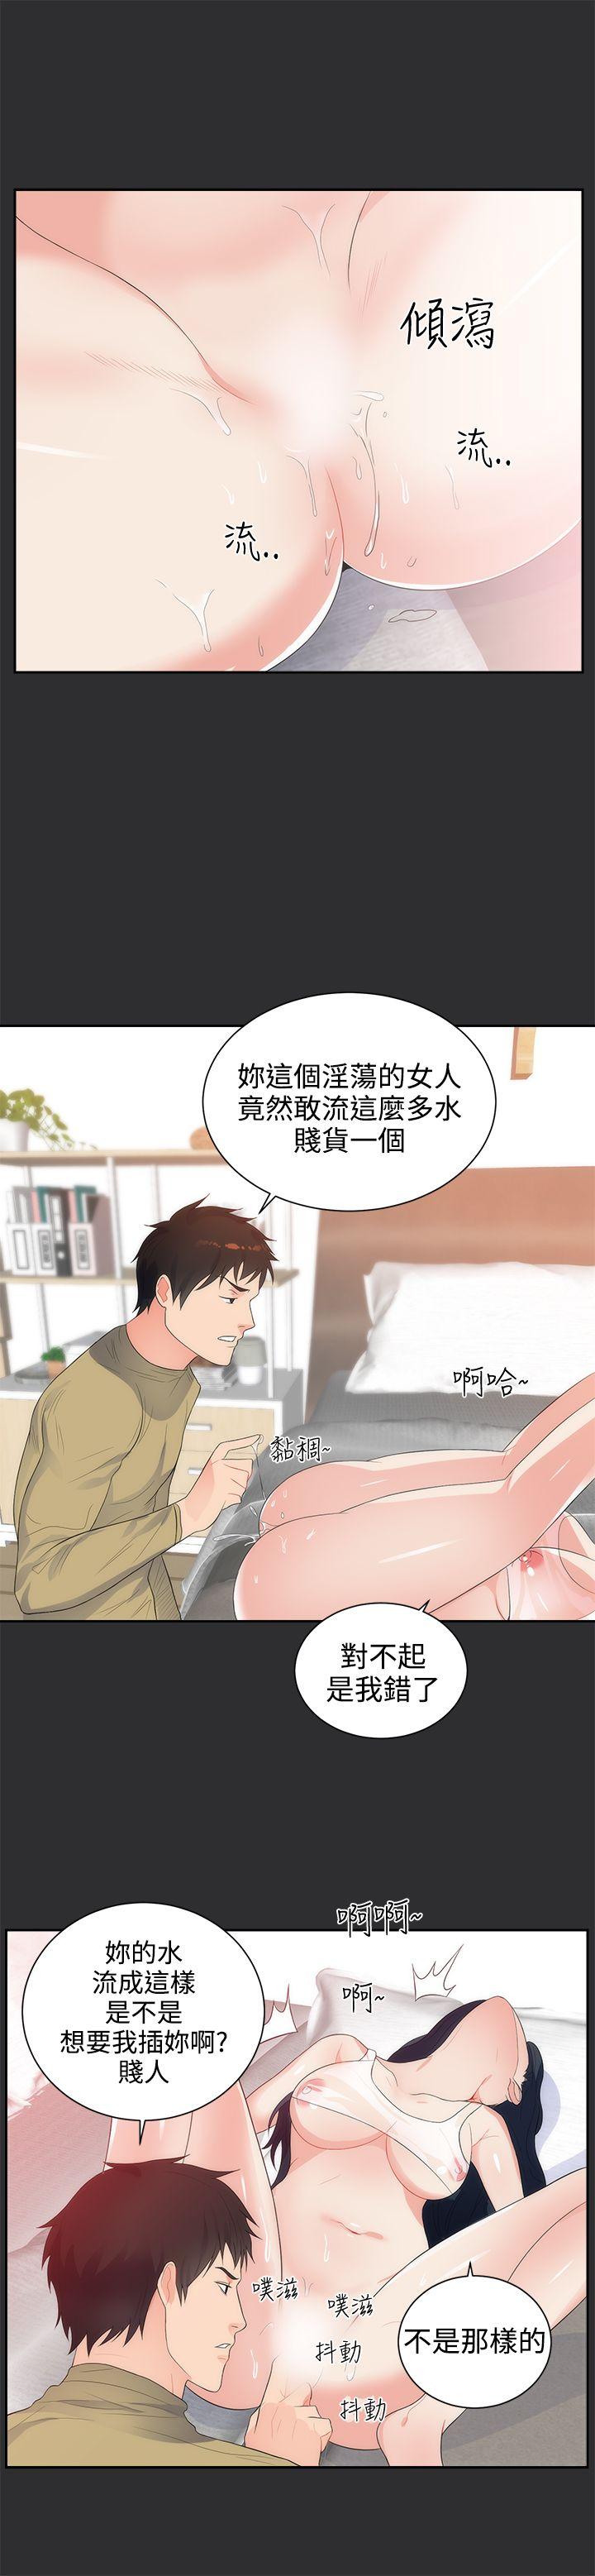 傾瀉
流..
流..
妳這個淫蕩的女人
竟然敢流這麼多水
賤貨一個
啊哈~
黏稠~
對不起
是我錯了
啊啊~
啊~
妳的水
流成這樣
是不是
想要我插妳啊?
賤人
噗滋
噗滋
不是那樣的
抖動
抖動